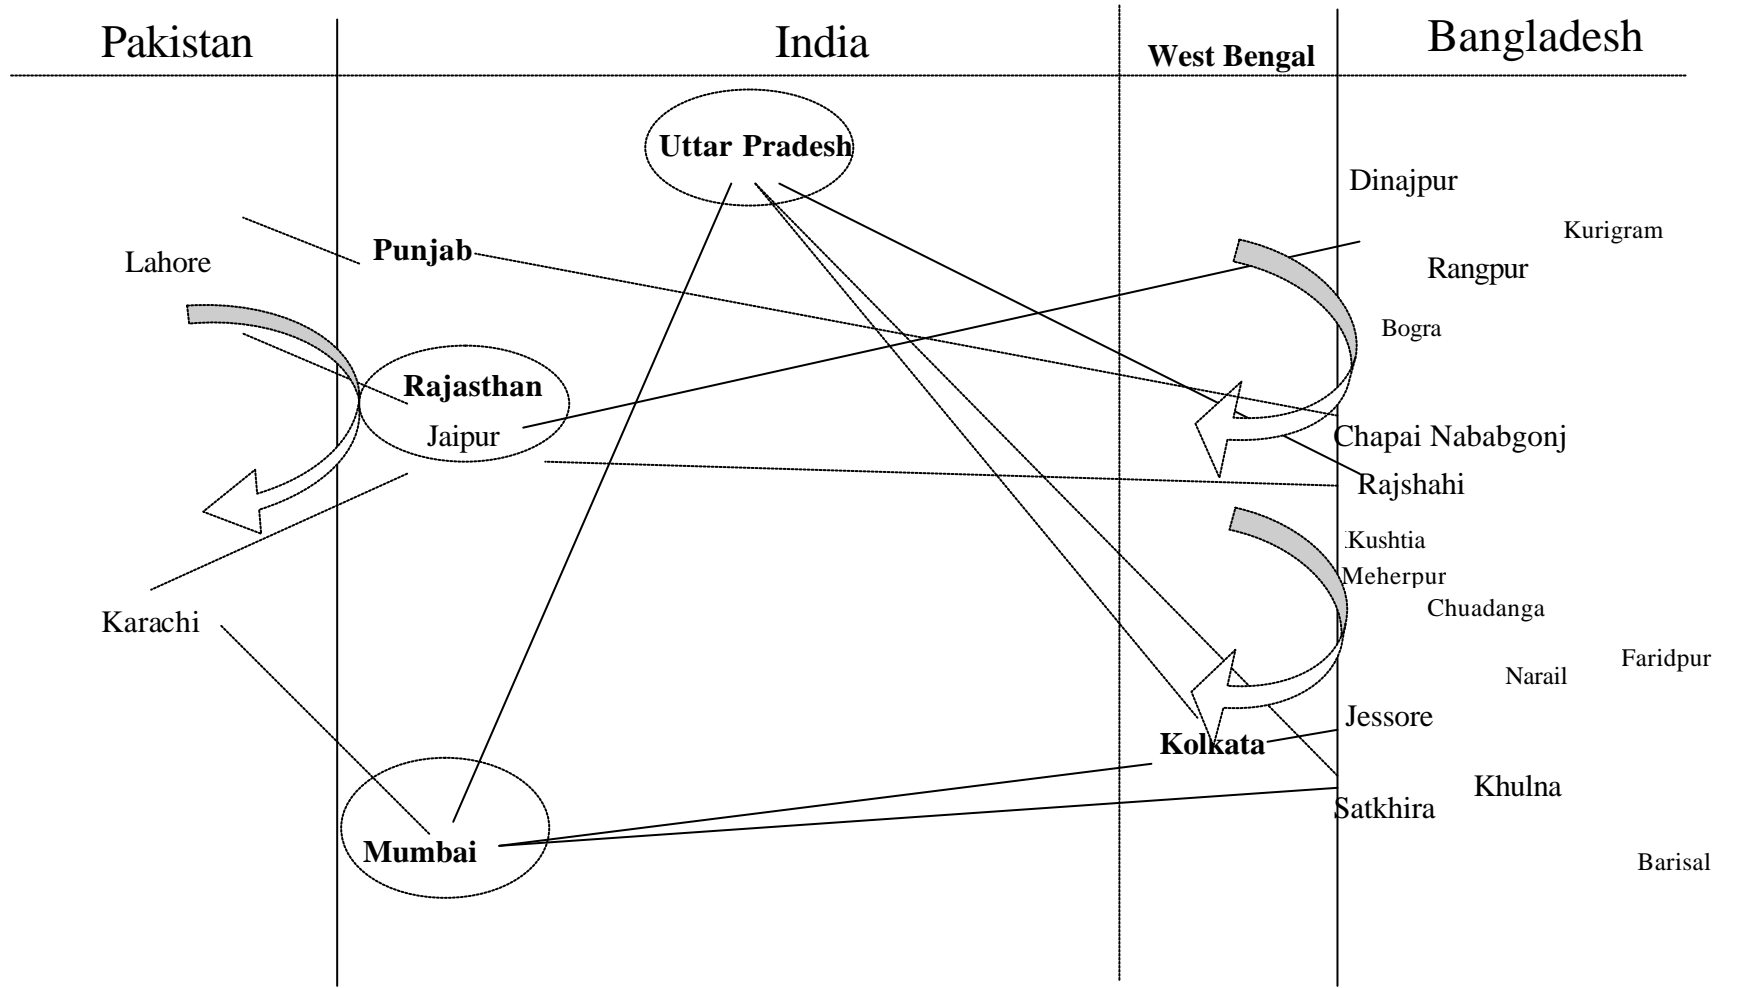 Pakistan
India
West Bengal
Bangladesh
Uttar Pradesh
Dinajpur
Kurigram
Lahore
Punjab
Rangpur
Bogra
Rajasthan
Jaipur
Chapai Nababgonj
Rajshahi
Kushtia
Meherpur
Chuadanga
Karachi
Faridpur
Narail
Jessore
Kolkata
Khulna
Satkhira
Mumbai
Barisal